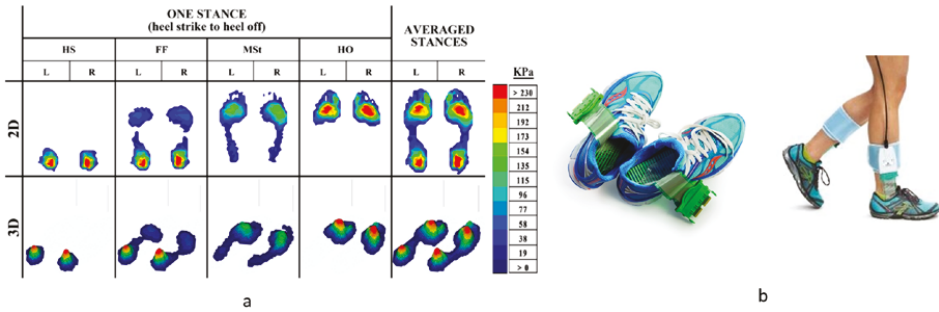 ONE STANCE
(heel strike to heel off)
AVERAGED
STANCES
HS FF MSt HO
L R L R L R L R L R
KPa
2D
3D
> 230
212
192
173
154
135
115
96
77
58
38
19
> 0
a
b